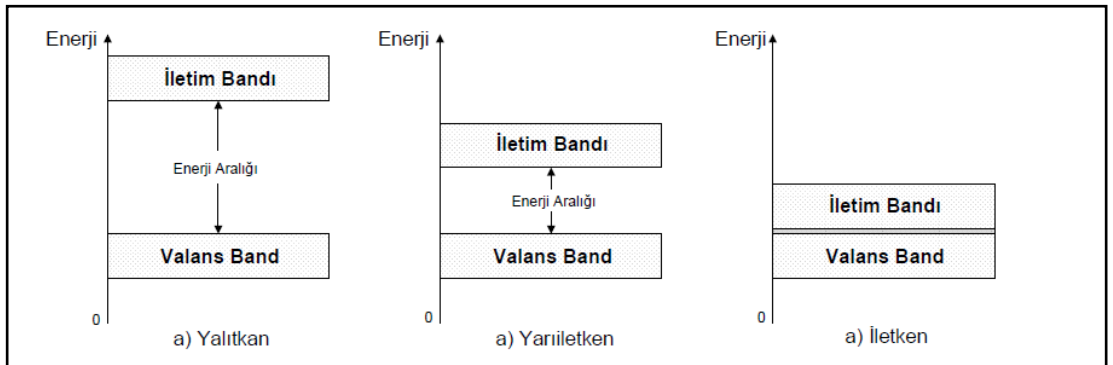 Enerji
İletim Bandı
Enerji Aralığı
Valans Band
0
a) Yalıtkan
Enerji
İletim Bandı
Enerji Aralığı
Valans Band
0
a) Yarıiletken
Enerji
İletim Bandı
Valans Band
0
a) İletken